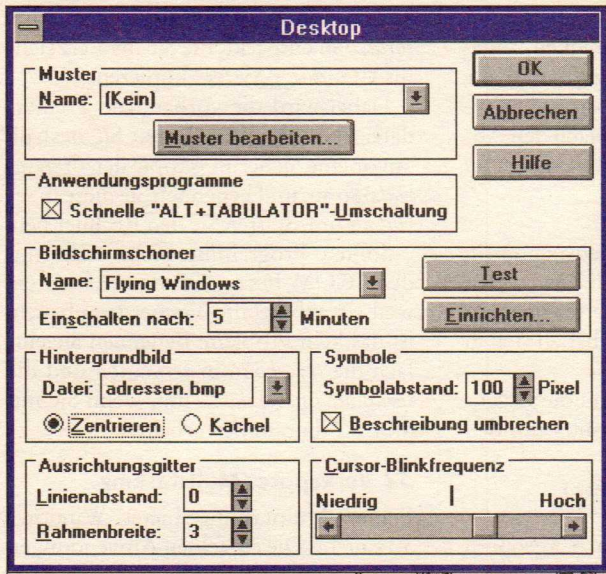 Desktop
Muster
Name: (Kein)
Muster bearbeiten...
OK
Abbrechen
Hilfe
Anwendungsprogramme
Schnelle "ALT+TABULATOR"-Umschaltung
Bildschirmschoner
Name: Flying Windows
Test
Einschalten nach: 5 Minuten
Einrichten...
Hintergrundbild
Datei: adressen.bmp
Zentrieren Kachel
Symbole
Symbolabstand: 100 Pixel
Beschreibung umbrechen
Ausrichtungsgitter
Linienabstand: 0
Rahmenbreite: 3
Cursor-Blinkfrequenz
Niedrig Hoch